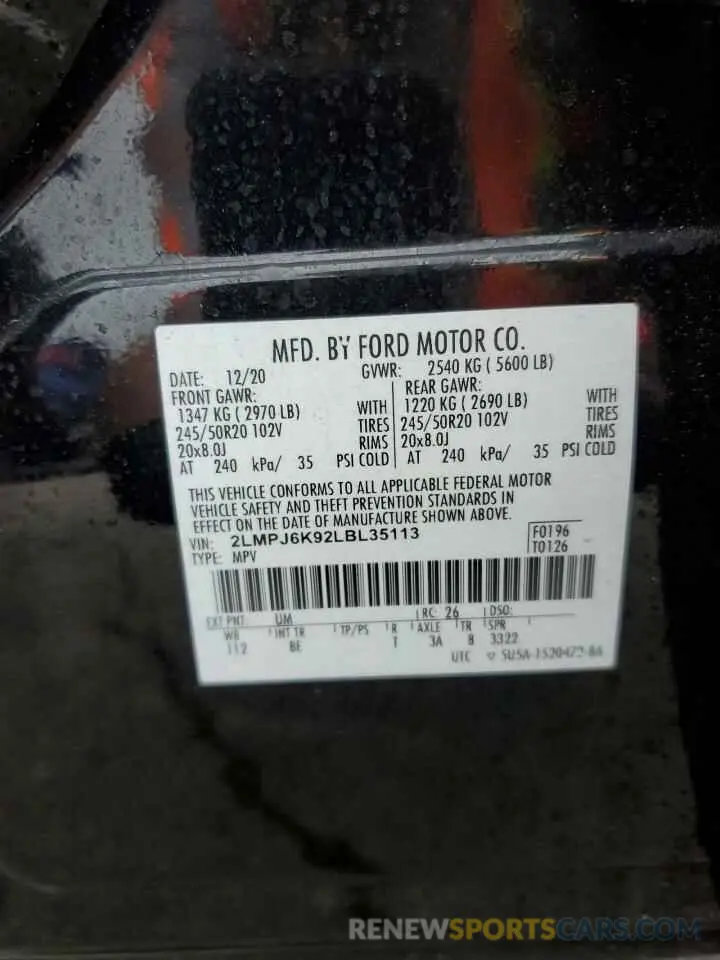 MFD. BY FORD MOTOR CO.
DATE: 12/20 GVWR: 2540 KG ( 5600 LB)
FRONT GAWR: REAR GAWR:
1347 KG ( 2970 LB) WITH 1220 KG ( 2690 LB) WITH
245/50R20 102V TIRES 245/50R20 102V TIRES
20x8.0J RIMS 20x8.0J RIMS
AT 240 kPa/ 35 PSI COLD AT 240 kPa/ 35 PSI COLD
THIS VEHICLE CONFORMS TO ALL APPLICABLE FEDERAL MOTOR
VEHICLE SAFETY AND THEFT PREVENTION STANDARDS IN
EFFECT ON THE DATE OF MANUFACTURE SHOWN ABOVE.
VIN: 2LMPJ6K92LBL35113 F0196
TYPE: MPV T0126
EXT PNT: UM RC: 26 DSO:
WB INT TR TP/PS R AXLE TR SPR
112 BE T 3A 8 3322
UTC
RENEWSPORTSCARS.COM